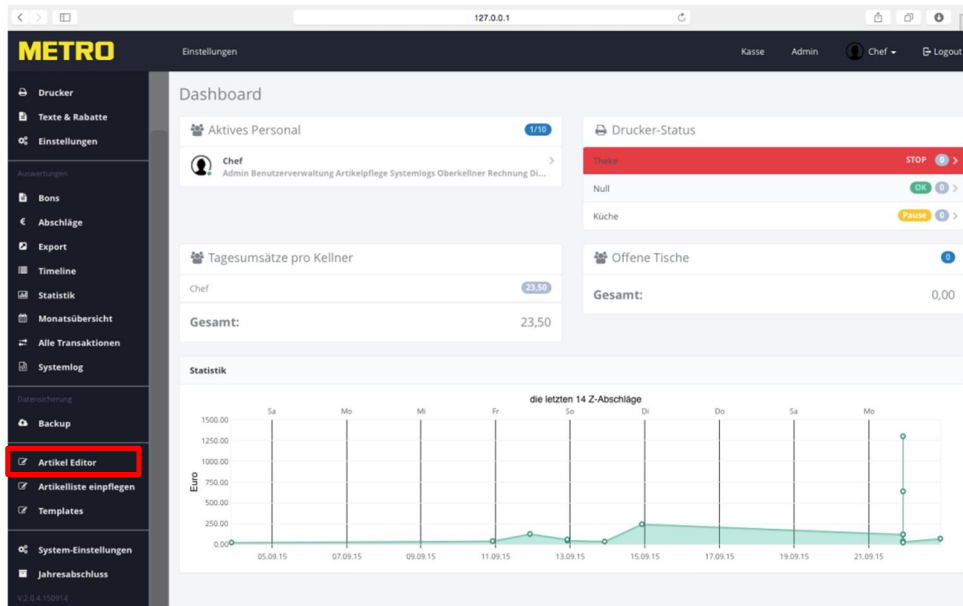 127.0.0.1
METRO
Einstellungen
Kasse
Admin
Chef
Logout
Drucker
Texte & Rabatte
Einstellungen
Auswertungen
Bons
€ Abschläge
Export
Timeline
Statistik
Monatsübersicht
Alle Transaktionen
Systemlog
Datensicherung
Backup
Artikel Editor
Artikelliste einpflegen
Templates
System-Einstellungen
Jahresabschluss
V:2.0.4.150914
Dashboard
Aktives Personal 1/10
Chef
Admin Benutzerverwaltung Artikelpflege Systemlogs Oberkellner Rechnung Di...
Drucker-Status
Theke STOP 0
Null OK 0
Küche Pause 0
Tagesumsätze pro Kellner
Chef 23,50
Gesamt: 23,50
Offene Tische 0
Gesamt: 0,00
Statistik
die letzten 14 Z-Abschläge
Sa Mo Mi Fr So Di Do Sa Mo
Euro
1500.00
1250.00
1000.00
750.00
500.00
250.00
0.00
05.09.15 07.09.15 09.09.15 11.09.15 13.09.15 15.09.15 17.09.15 19.09.15 21.09.15